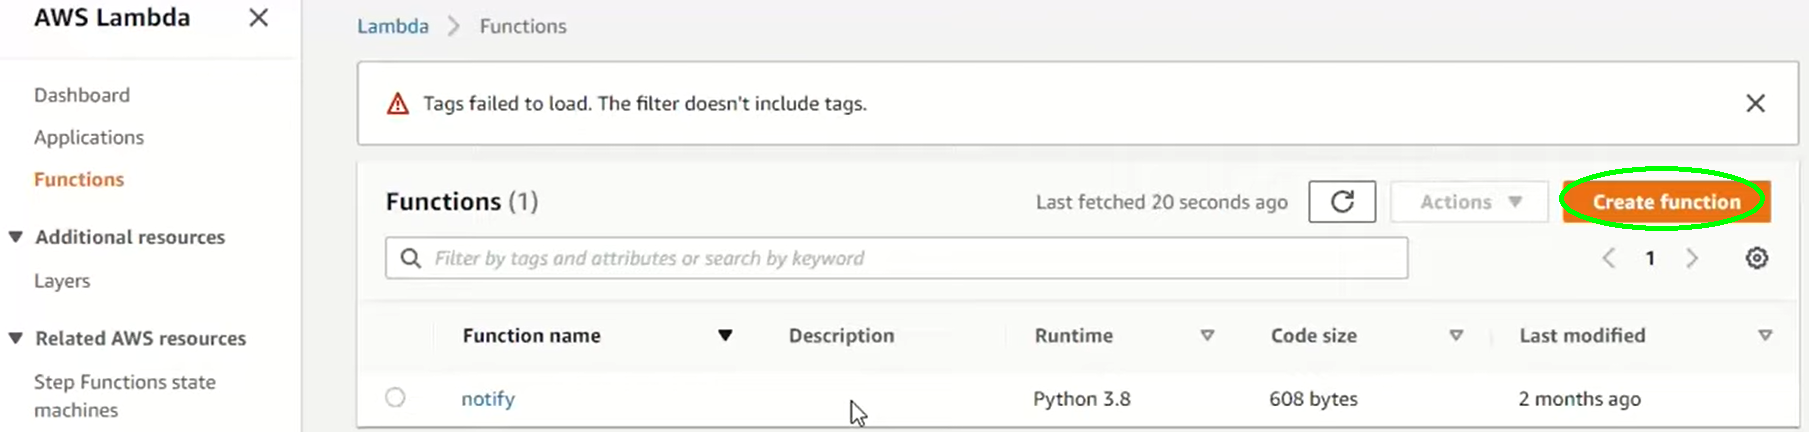 AWS Lambda
Dashboard
Applications
Functions
Additional resources
Layers
Related AWS resources
Step Functions state
machines
Lambda > Functions
Tags failed to load. The filter doesn't include tags.
Functions (1)
Last fetched 20 seconds ago
Actions
Create function
Filter by tags and attributes or search by keyword
1
Function name Description Runtime Code size Last modified
notify Python 3.8 608 bytes 2 months ago